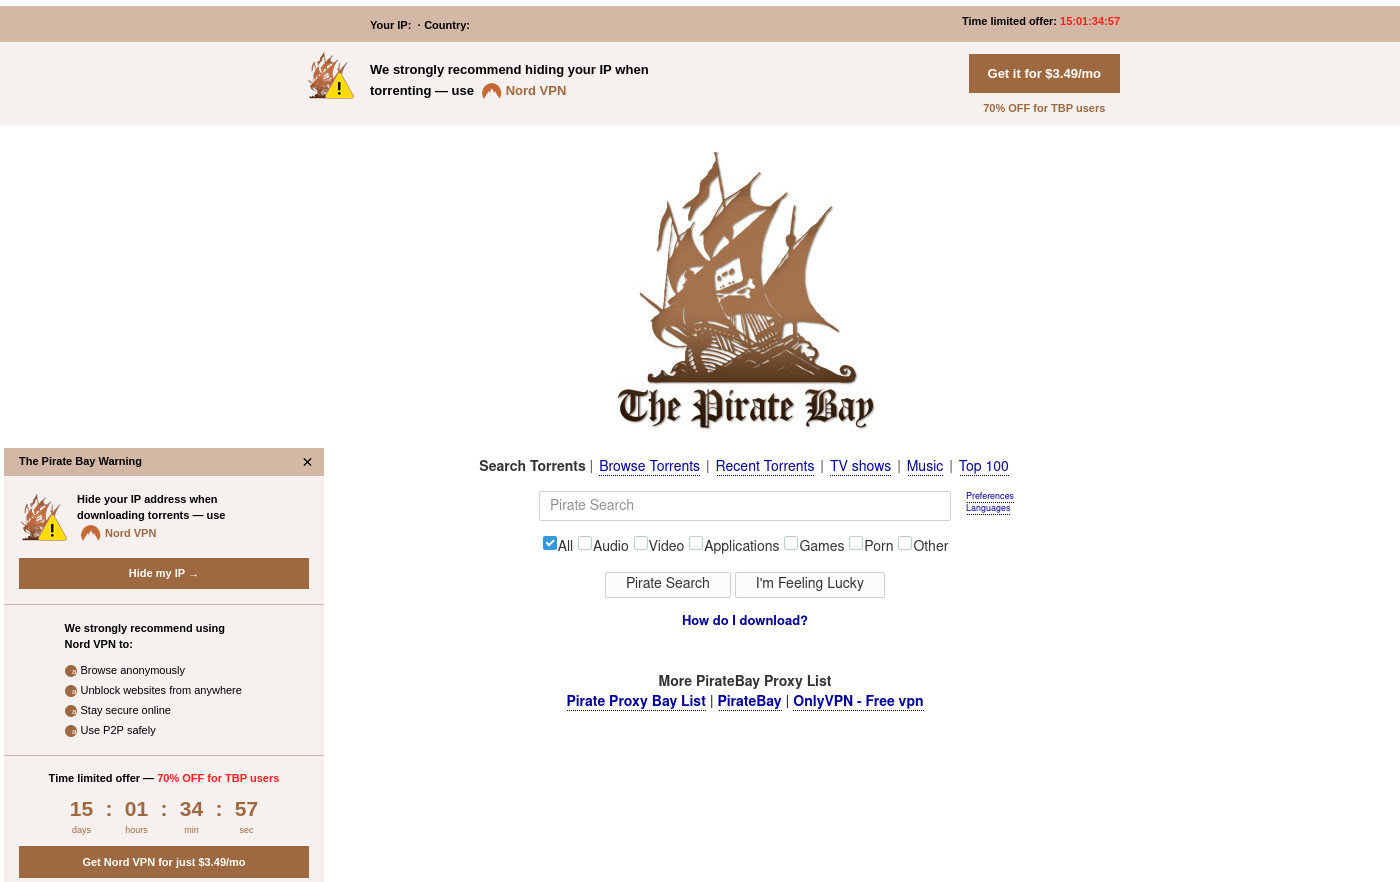 Your IP: · Country:
Time limited offer: 15:01:34:57
We strongly recommend hiding your IP when
torrenting — use Nord VPN
Get it for $3.49/mo
70% OFF for TBP users
The Pirate Bay
Search Torrents | Browse Torrents | Recent Torrents | TV shows | Music | Top 100
Pirate Search
Preferences
Languages
All Audio Video Applications Games Porn Other
Pirate Search I'm Feeling Lucky
How do I download?
More PirateBay Proxy List
Pirate Proxy Bay List | PirateBay | OnlyVPN - Free vpn
The Pirate Bay Warning ✕
Hide your IP address when
downloading torrents — use
Nord VPN
Hide my IP →
We strongly recommend using
Nord VPN to:
Browse anonymously
Unblock websites from anywhere
Stay secure online
Use P2P safely
Time limited offer — 70% OFF for TBP users
15 : 01 : 34 : 57
days hours min sec
Get Nord VPN for just $3.49/mo